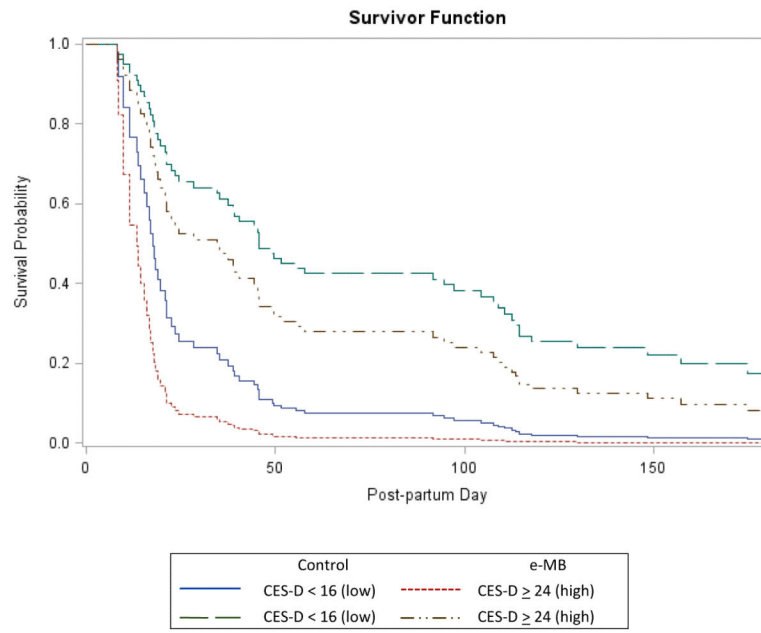 Survivor Function
1.0
0.8
0.6
0.4
0.2
0.0
Survival Probability
0 50 100 150
Post-partum Day
Control e-MB
CES-D < 16 (low) CES-D ≥ 24 (high)
CES-D < 16 (low) CES-D ≥ 24 (high)